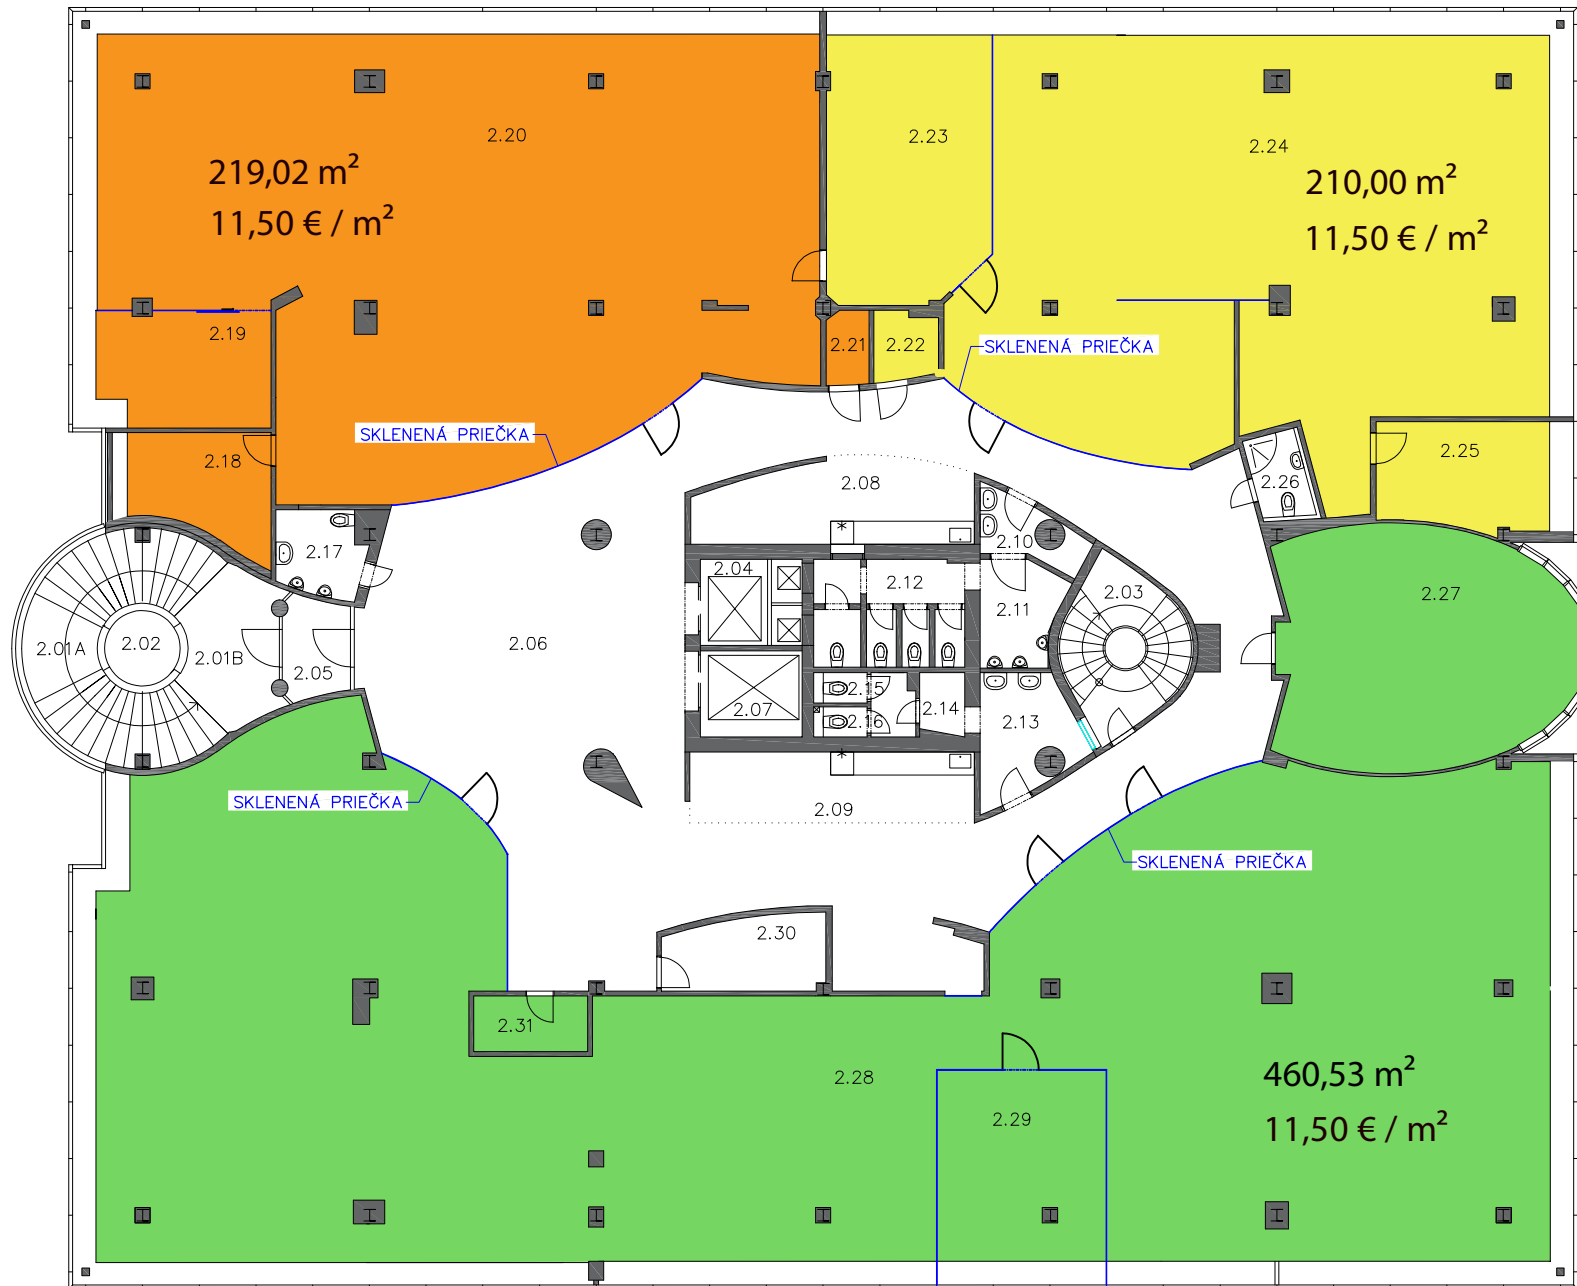 2.20
2.23
2.24
219,02 m²
11,50 € / m²
210,00 m²
11,50 € / m²
2.19
2.21
2.22
SKLENENÁ PRIEČKA
SKLENENÁ PRIEČKA
2.18
2.25
2.26
2.08
2.17
2.10
2.04
2.12
2.11
2.03
2.27
2.01A
2.02
2.01B
2.05
2.06
2.07
2.15
2.16
2.14
2.13
SKLENENÁ PRIEČKA
2.09
SKLENENÁ PRIEČKA
2.30
2.31
2.28
2.29
460,53 m²
11,50 € / m²